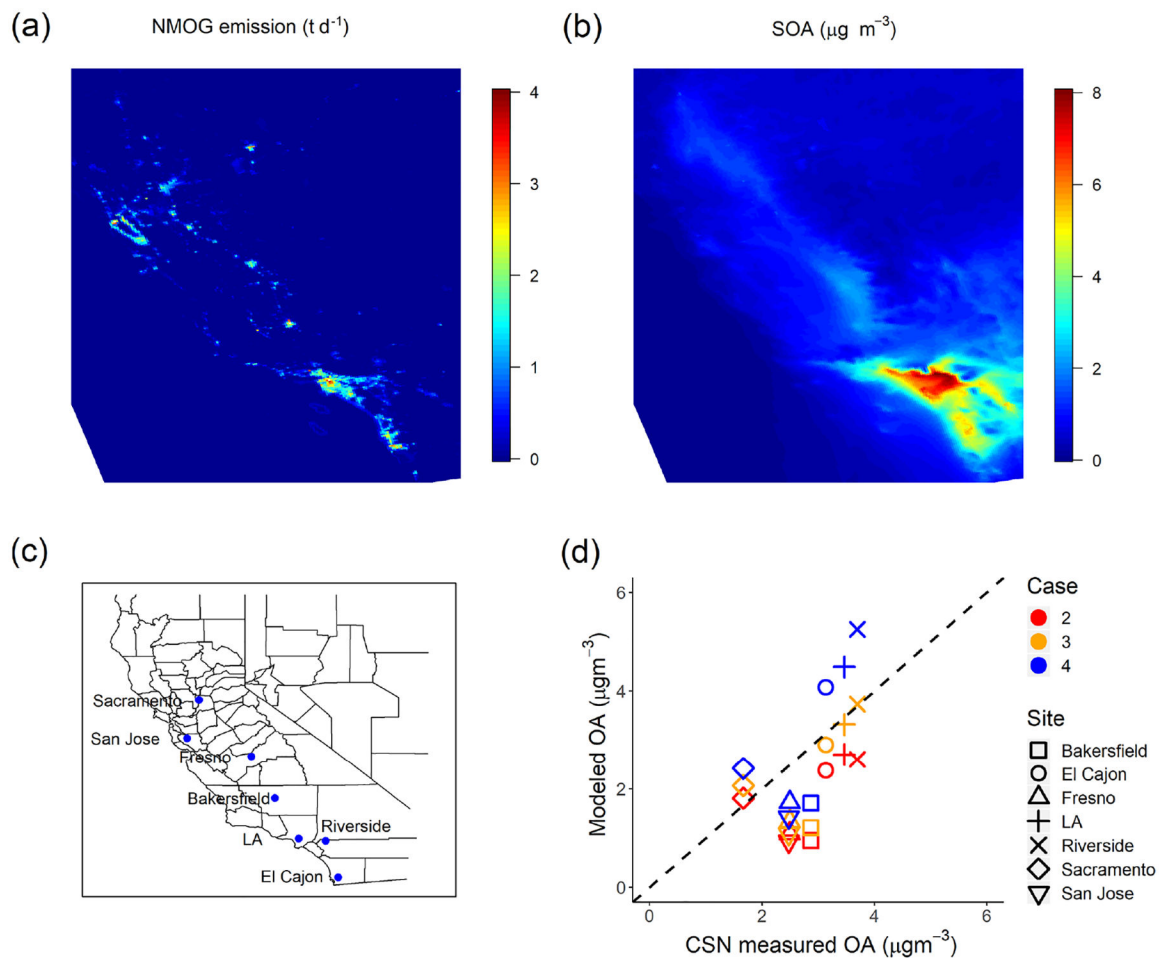 (a)
NMOG emission (t d⁻¹)
4
3
2
1
0
(b)
SOA (μg m⁻³)
8
6
4
2
0
(c)
Sacramento
San Jose
Fresno
Bakersfield
LA
Riverside
El Cajon
(d)
Modeled OA (μgm⁻³)
6
4
2
0
0 2 4 6
CSN measured OA (μgm⁻³)
Case
2
3
4
Site
Bakersfield
El Cajon
Fresno
LA
Riverside
Sacramento
San Jose